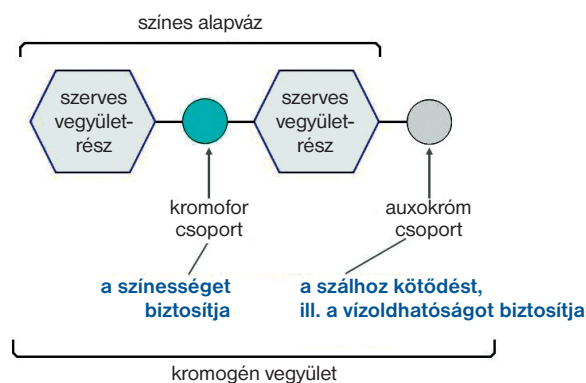 színes alapváz
szerves
vegyület-
rész
szerves
vegyület-
rész
kromofor
csoport
auxokróm
csoport
a színességet
biztosítja
a szálhoz kötődést,
ill. a vízoldhatóságot biztosítja
kromogén vegyület